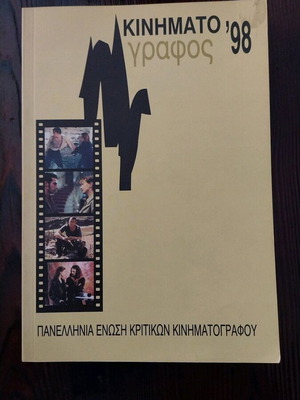 ΚΙΝΗΜΑΤΟ
γραφος '98
ΠΑΝΕΛΛΗΝΙΑ ΕΝΩΣΗ ΚΡΙΤΙΚΩΝ ΚΙΝΗΜΑΤΟΓΡΑΦΟΥ